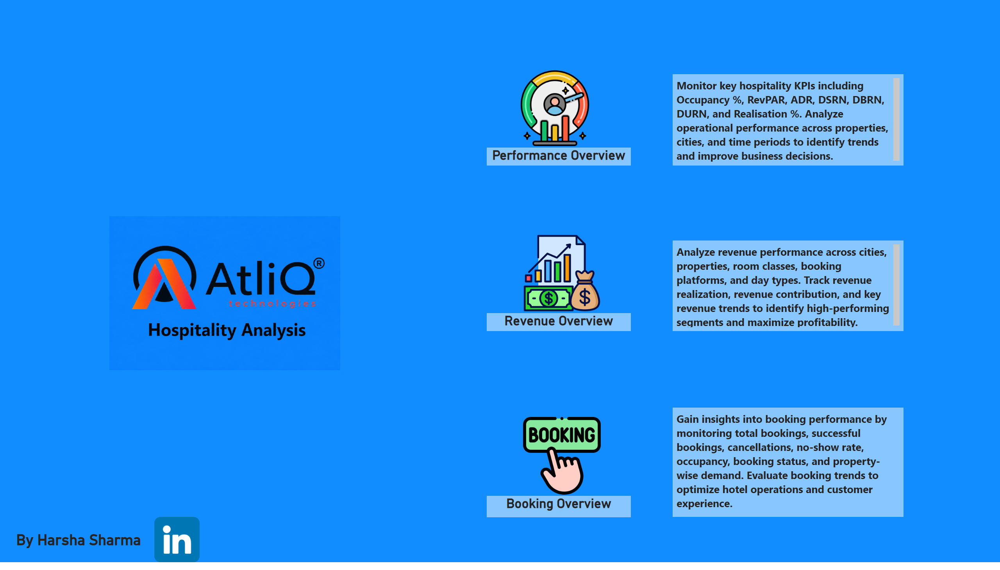 AtliQ®
technologies
Hospitality Analysis
Performance Overview
Monitor key hospitality KPIs including
Occupancy %, RevPAR, ADR, DSRN, DBRN,
DURN, and Realisation %. Analyze
operational performance across properties,
cities, and time periods to identify trends
and improve business decisions.
Revenue Overview
Analyze revenue performance across cities,
properties, room classes, booking
platforms, and day types. Track revenue
realization, revenue contribution, and key
revenue trends to identify high-performing
segments and maximize profitability.
BOOKING
Booking Overview
Gain insights into booking performance by
monitoring total bookings, successful
bookings, cancellations, no-show rate,
occupancy, booking status, and property-
wise demand. Evaluate booking trends to
optimize hotel operations and customer
experience.
By Harsha Sharma
in